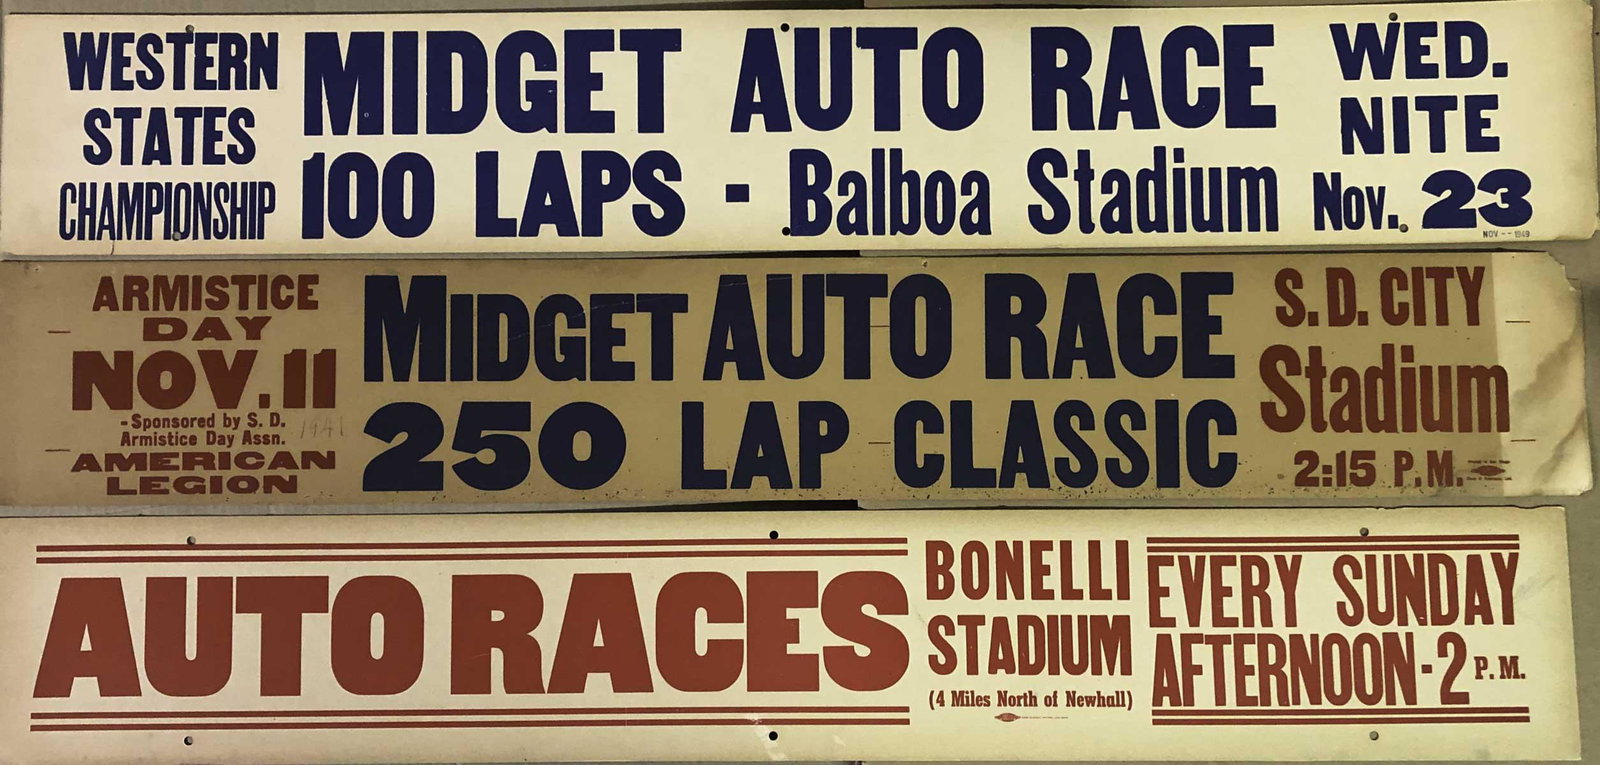 WESTERN
STATES
CHAMPIONSHIP
MIDGET AUTO RACE
100 LAPS - Balboa Stadium
WED.
NITE
Nov. 23
NOV -- 1949
ARMISTICE
DAY
NOV. 11
- Sponsored by S. D.
Armistice Day Assn.
1941
AMERICAN
LEGION
MIDGET AUTO RACE
250 LAP CLASSIC
S. D. CITY
Stadium
2:15 P.M.
AUTO RACES
BONELLI
STADIUM
(4 Miles North of Newhall)
EVERY SUNDAY
AFTERNOON - 2 P. M.